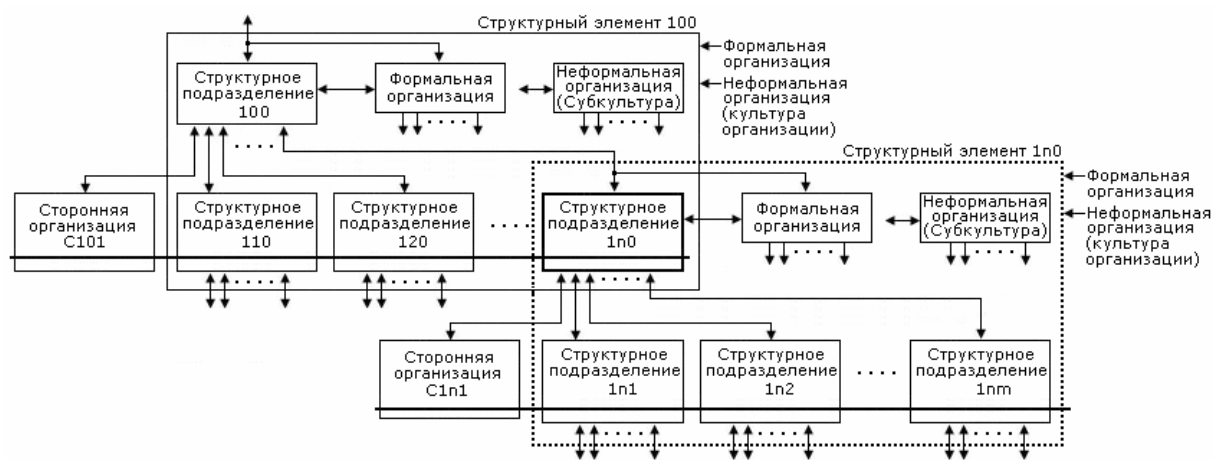 Структурный элемент 100
Структурное
подразделение
100
Формальная
организация
Неформальная
организация
(Субкультура)
Формальная
организация
Неформальная
организация
(культура
организации)
Структурный элемент 1n0
Сторонняя
организация
С101
Структурное
подразделение
110
Структурное
подразделение
120
Структурное
подразделение
1n0
Формальная
организация
Неформальная
организация
(Субкультура)
Формальная
организация
Неформальная
организация
(культура
организации)
Сторонняя
организация
С1n1
Структурное
подразделение
1n1
Структурное
подразделение
1n2
Структурное
подразделение
1nm